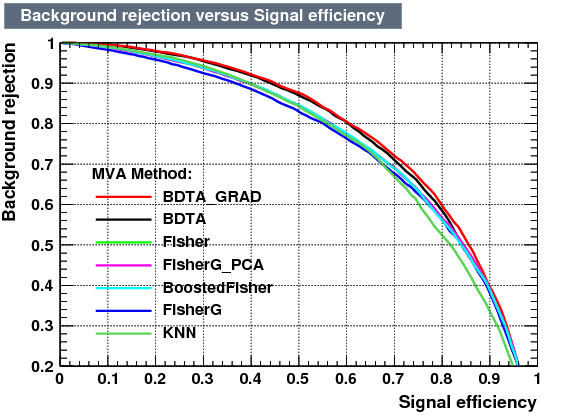 Background rejection versus Signal efficiency
Background rejection
1
0.9
0.8
0.7
0.6
0.5
0.4
0.3
0.2
MVA Method:
BDTA_GRAD
BDTA
Fisher
FisherG_PCA
BoostedFisher
FisherG
KNN
0 0.1 0.2 0.3 0.4 0.5 0.6 0.7 0.8 0.9 1
Signal efficiency